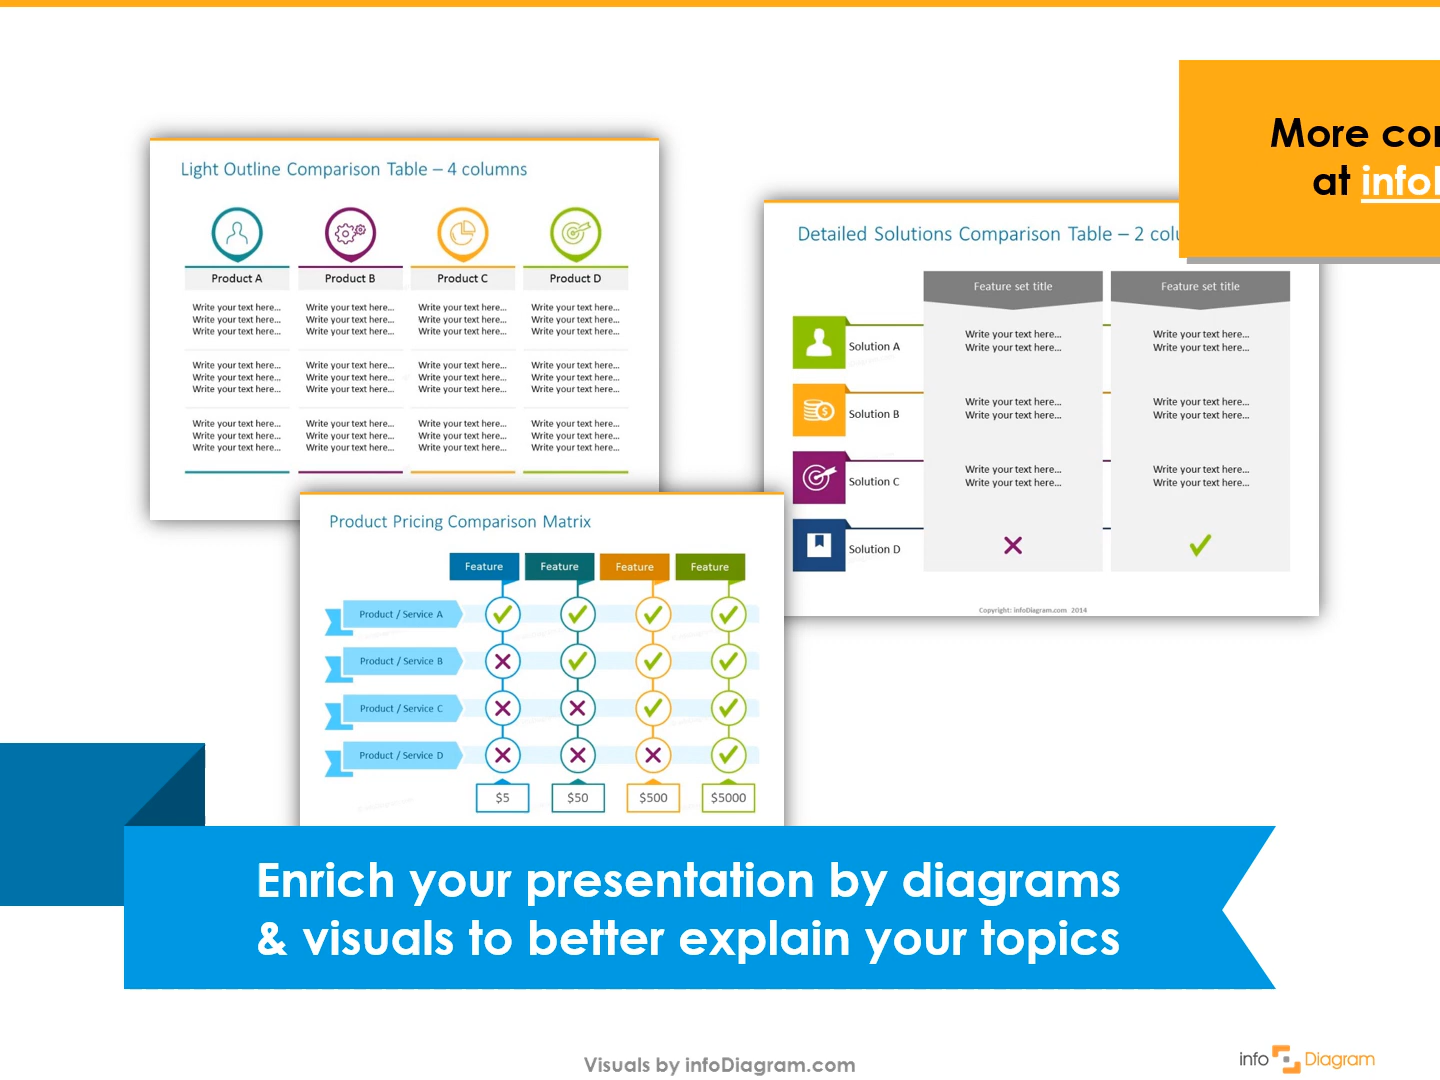 More
at
Light Outline Comparison Table – 4 columns
Product A Product B Product C Product D
Write your text here... Write your text here... Write your text here... Write your text here...
Write your text here... Write your text here... Write your text here... Write your text here...
Write your text here... Write your text here... Write your text here... Write your text here...
Write your text here... Write your text here... Write your text here... Write your text here...
Write your text here... Write your text here... Write your text here... Write your text here...
Write your text here... Write your text here... Write your text here... Write your text here...
Write your text here... Write your text here... Write your text here... Write your text here...
Write your text here... Write your text here... Write your text here... Write your text here...
Write your text here... Write your text here... Write your text here... Write your text here...
Detailed Solutions Comparison Table – 2
Feature set title Feature set title
Solution A
Write your text here... Write your text here...
Write your text here... Write your text here...
Solution B
Write your text here... Write your text here...
Write your text here... Write your text here...
Solution C
Write your text here... Write your text here...
Write your text here... Write your text here...
Solution D
Copyright: infoDiagram.com 2014
Product Pricing Comparison Matrix
Feature Feature Feature Feature
Product / Service A
Product / Service B
Product / Service C
Product / Service D
$5 $50 $500 $5000
Enrich your presentation by diagrams
& visuals to better explain your topics
Visuals by infoDiagram.com
info Diagram